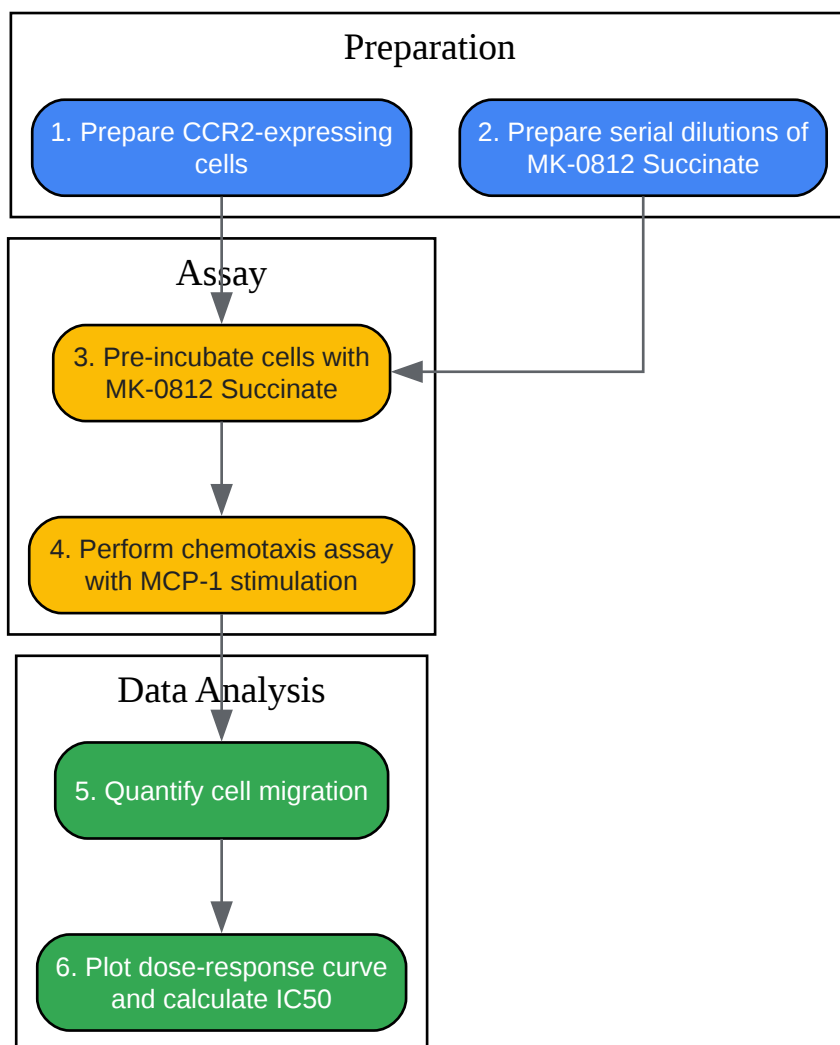 Preparation
1. Prepare CCR2-expressing
cells
2. Prepare serial dilutions of
MK-0812 Succinate
Assay
3. Pre-incubate cells with
MK-0812 Succinate
4. Perform chemotaxis assay
with MCP-1 stimulation
Data Analysis
5. Quantify cell migration
6. Plot dose-response curve
and calculate IC50